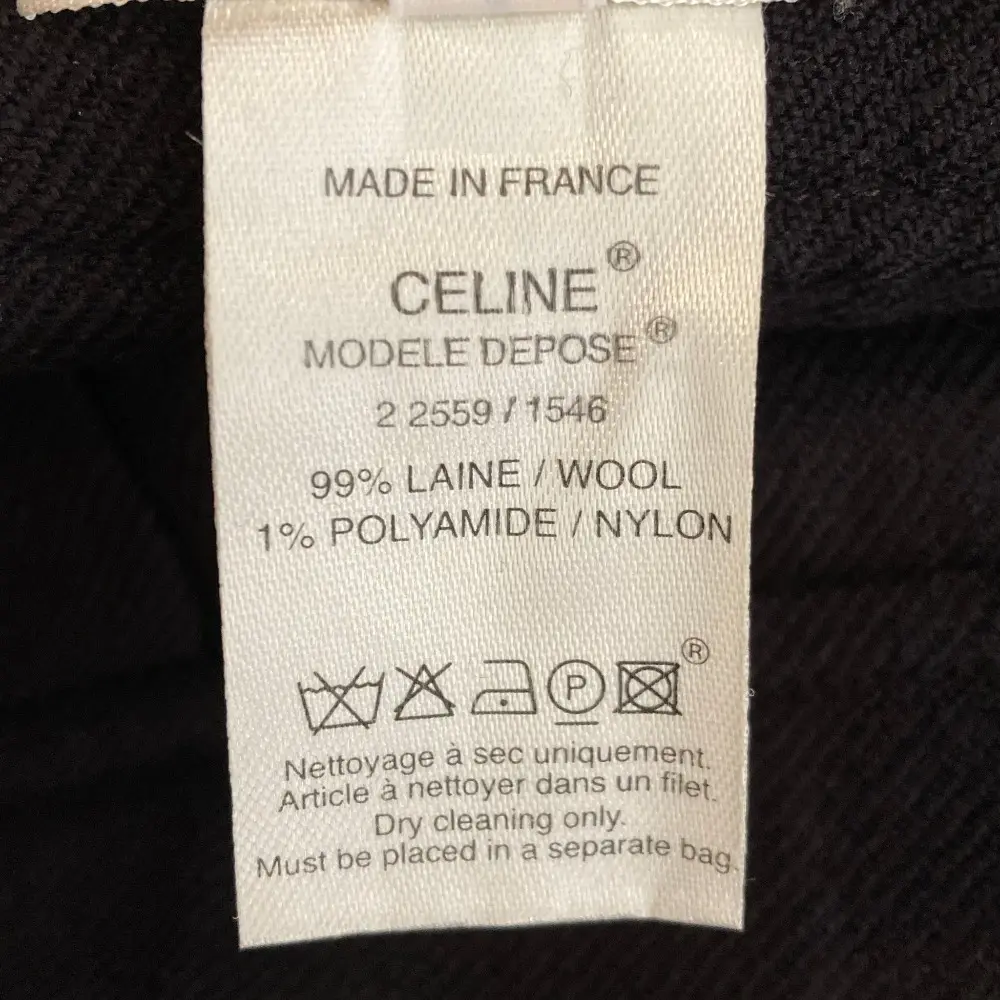 MADE IN FRANCE
CELINE®
MODELE DEPOSE®
2 2559 / 1546
99% LAINE / WOOL
1% POLYAMIDE / NYLON
P ®
Nettoyage à sec uniquement.
Article à nettoyer dans un filet.
Dry cleaning only.
Must be placed in a separate bag.